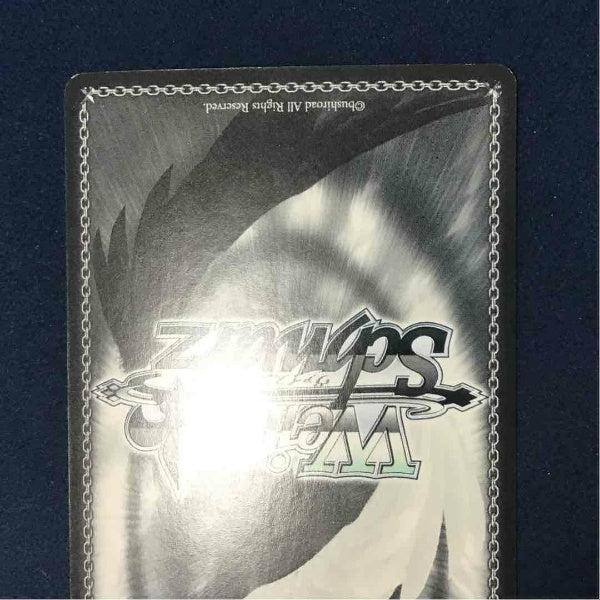 Weiß
Schwarz
©bushiroad All Rights Reserved.